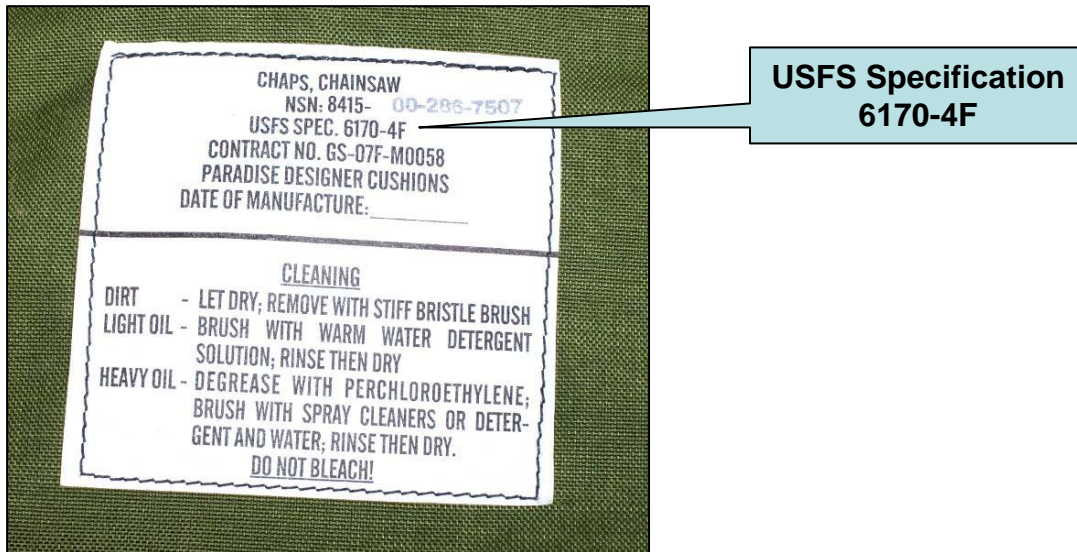 CHAPS, CHAINSAW
NSN: 8415- 00-286-7507
USFS SPEC. 6170-4F
CONTRACT NO. GS-07F-M0058
PARADISE DESIGNER CUSHIONS
DATE OF MANUFACTURE:
CLEANING
DIRT - LET DRY; REMOVE WITH STIFF BRISTLE BRUSH
LIGHT OIL - BRUSH WITH WARM WATER DETERGENT
SOLUTION; RINSE THEN DRY
HEAVY OIL - DEGREASE WITH PERCHLOROETHYLENE;
BRUSH WITH SPRAY CLEANERS OR DETER-
GENT AND WATER; RINSE THEN DRY.
DO NOT BLEACH!
USFS Specification
6170-4F